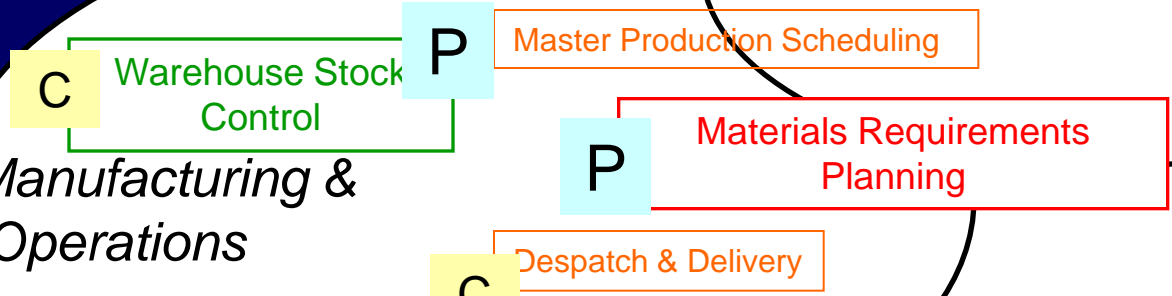 P
Master Production Scheduling
C
Warehouse Stock
Control
P
Materials Requirements
Planning
Manufacturing &
Operations
Despatch & Delivery
C